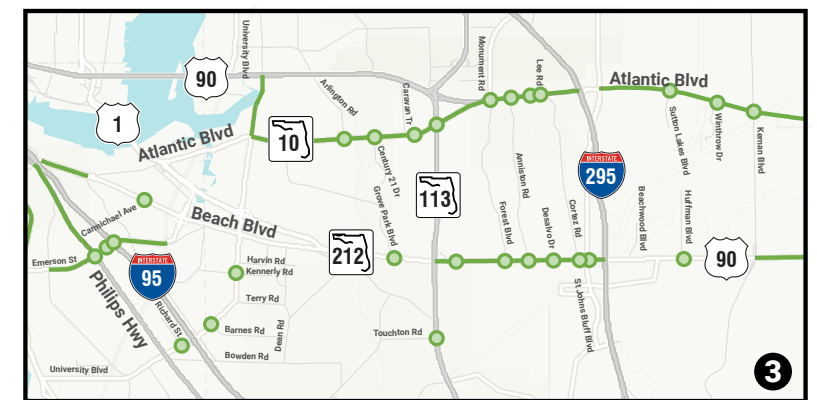 University Blvd
90
Arlington Rd
Caravan Tr
Monument Rd
Lee Rd
Atlantic Blvd
1
Atlantic Blvd
10
Century 21 Dr
Anniston Rd
INTERSTATE
295
Sutton Lakes Blvd
Winthrow Dr
Kernan Blvd
113
Carmichael Ave
Beach Blvd
Grove Park Blvd
Forest Blvd
Desalvo Dr
Cortez Rd
Beachwood Blvd
Huffman Blvd
212
90
Emerson St
INTERSTATE
95
Harvin Rd
Kennerly Rd
Philips Hwy
Terry Rd
Richard St
Barnes Rd
Dean Rd
Bowden Rd
Touchton Rd
St Johns Bluff Blvd
University Blvd
3